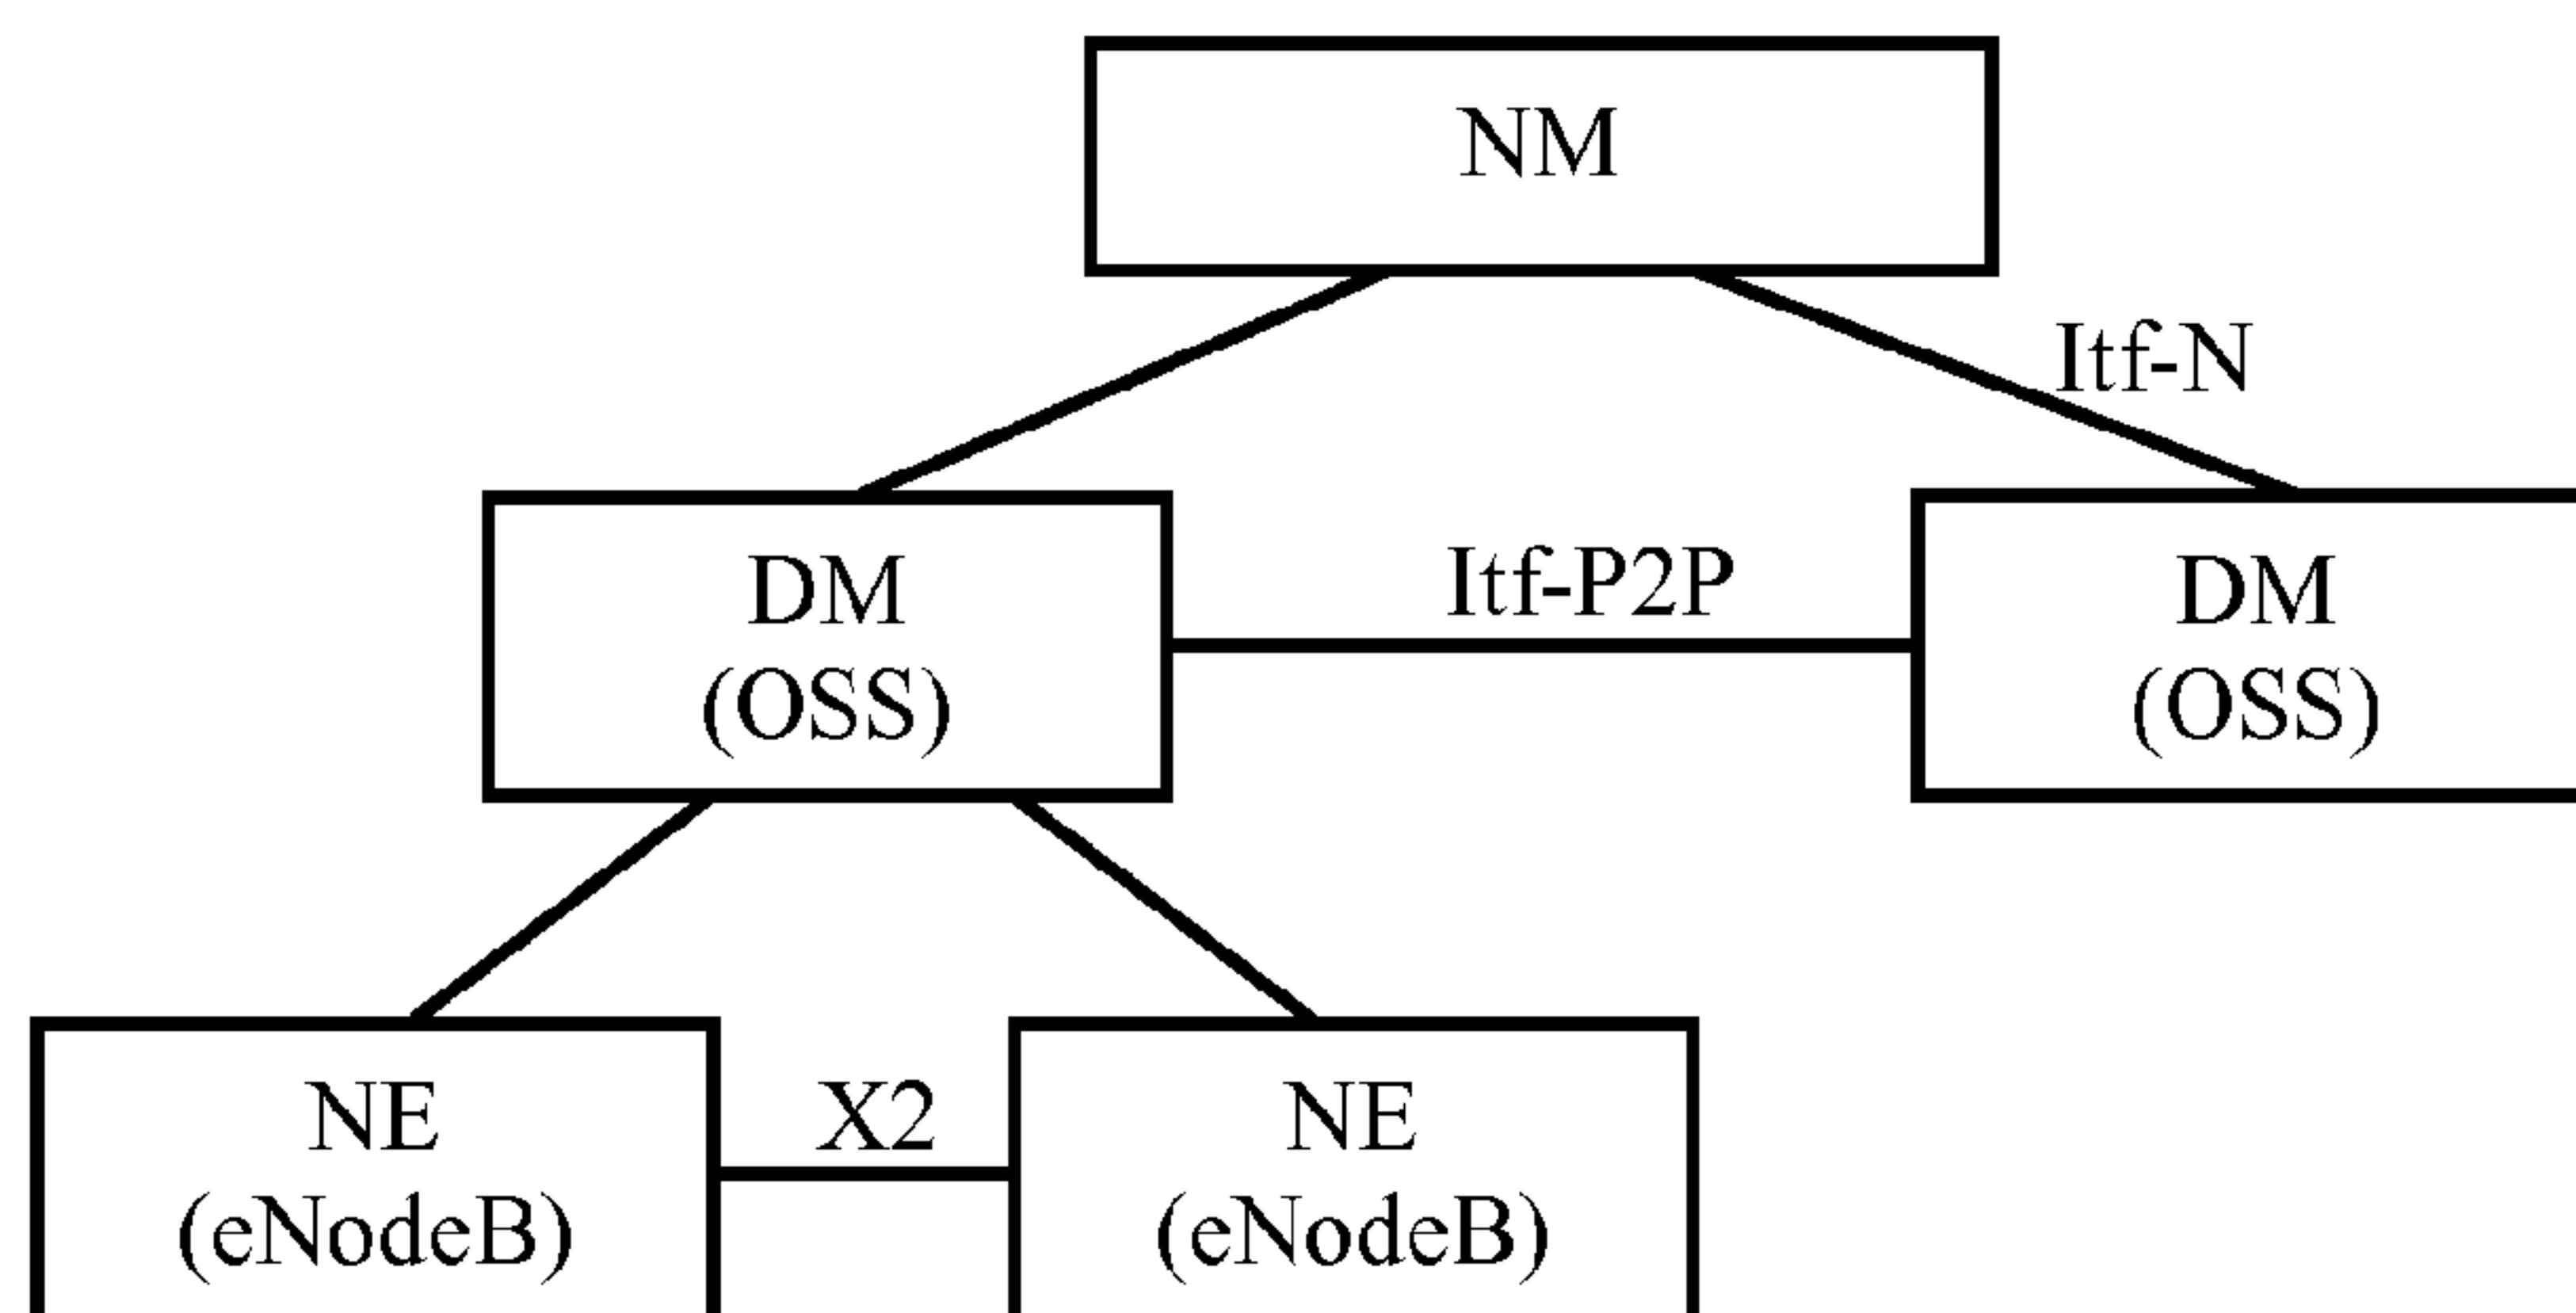 NM
Itf-N
DM
(OSS)
Itf-P2P
DM
(OSS)
NE
(eNodeB)
X2
NE
(eNodeB)